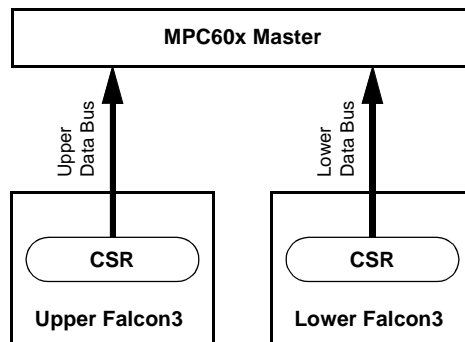 MPC60x Master
Upper
Data Bus
Lower
Data Bus
CSR
CSR
Upper Falcon3
Lower Falcon3